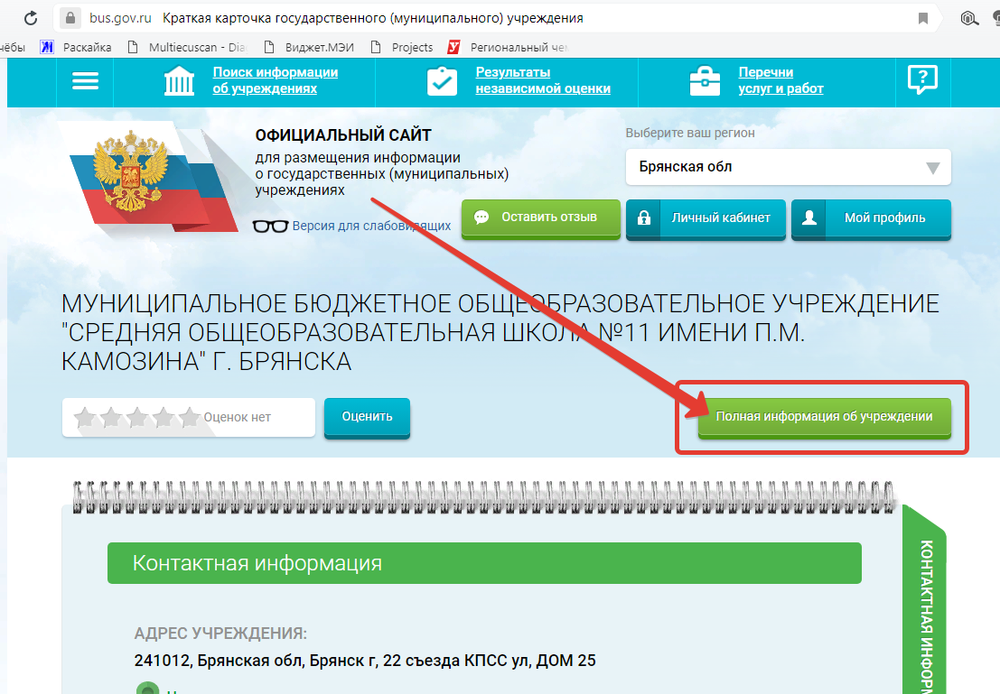 bus.gov.ru Краткая карточка государственного (муниципального) учреждения
Раскайка Multiecuscan - Dia Виджет.МЭИ Projects Региональный
Поиск информации
об учреждениях
Результаты
независимой оценки
Перечни
услуг и работ
ОФИЦИАЛЬНЫЙ САЙТ
для размещения информации
о государственных (муниципальных)
учреждениях
Версия для слабовидящих
Выберите ваш регион
Брянская обл
Оставить отзыв
Личный кабинет
Мой профиль
МУНИЦИПАЛЬНОЕ БЮДЖЕТНОЕ ОБЩЕОБРАЗОВАТЕЛЬНОЕ УЧРЕЖДЕНИЕ
"СРЕДНЯЯ ОБЩЕОБРАЗОВАТЕЛЬНАЯ ШКОЛА №11 ИМЕНИ П.М.
КАМОЗИНА" Г. БРЯНСКА
Оценок нет
Оценить
Полная информация об учреждении
Контактная информация
КОНТАКТНАЯ ИНФОРМ
АДРЕС УЧРЕЖДЕНИЯ:
241012, Брянская обл, Брянск г, 22 съезда КПСС ул, ДОМ 25